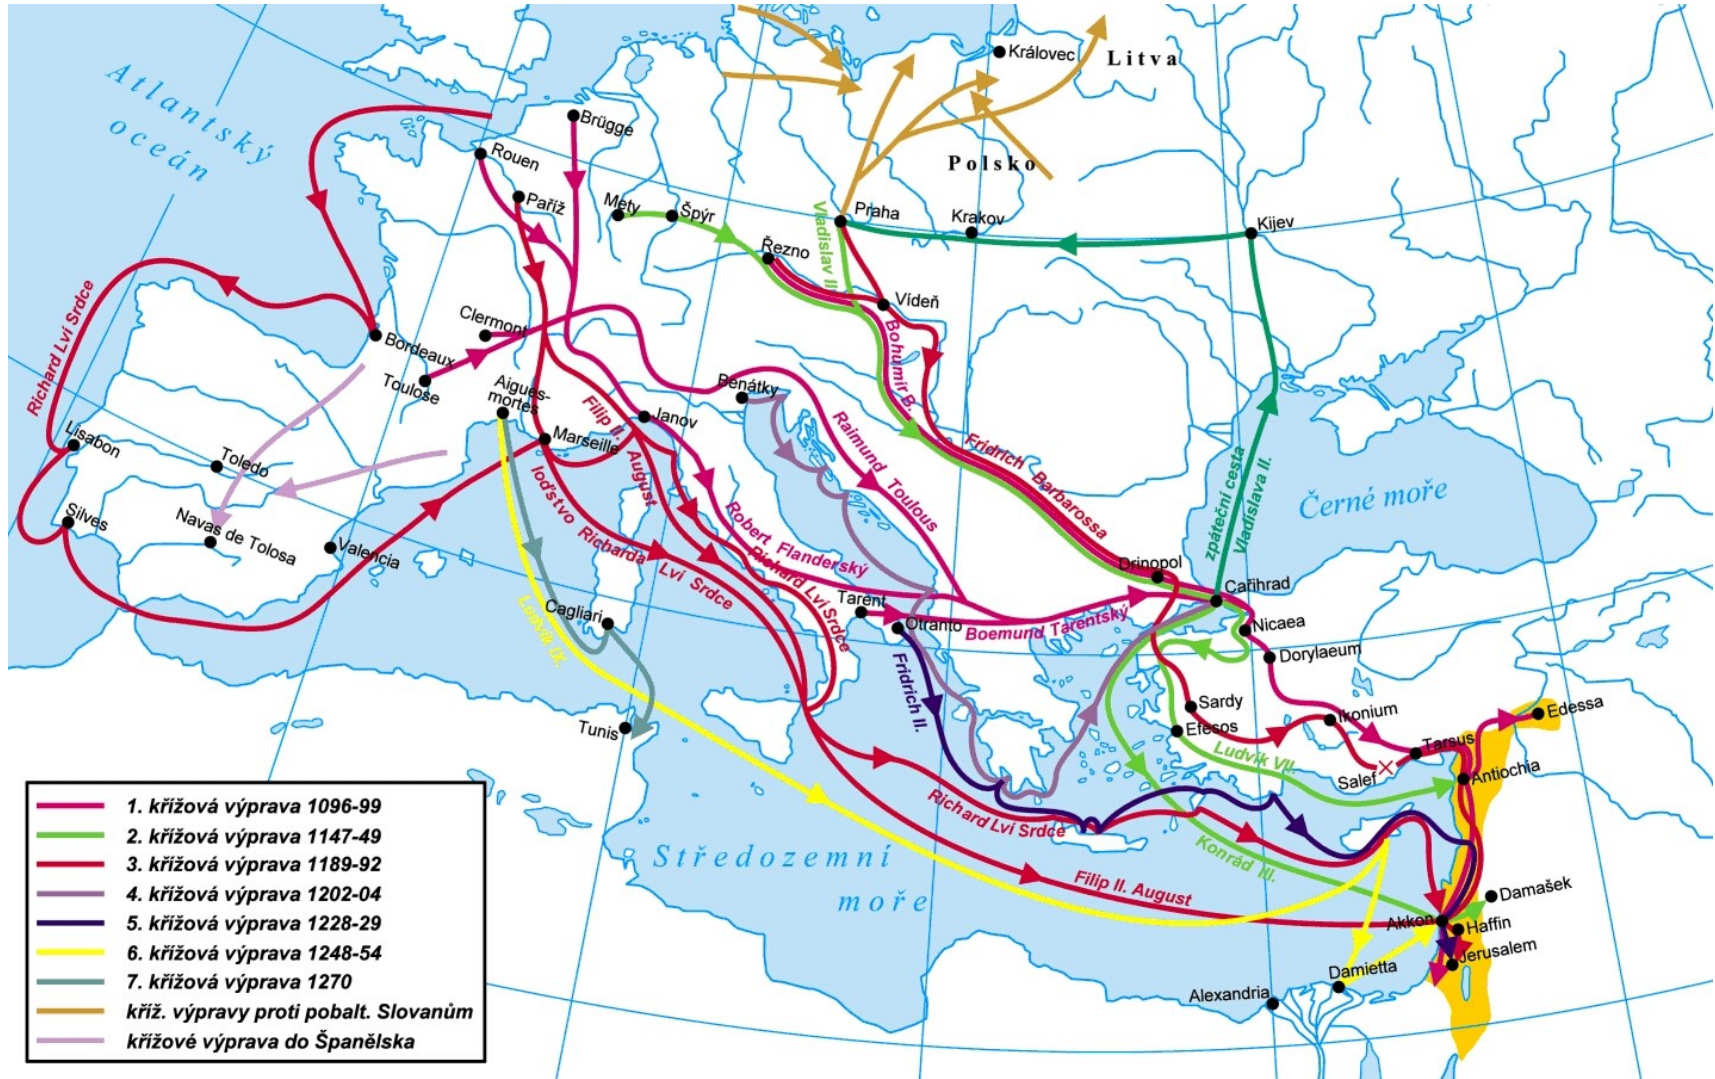 Atlantský
oceán
Královec
Litva
Brügge
Rouen
Polsko
Paříž
Mety
Špýr
Praha
Krakov
Kijev
Vladislav II.
Řezno
Vídeň
Richard Lví Srdce
Clermont
Bordeaux
Bohumír B.
Toulose
Aigues-
mortes
Benátky
Filip II.
August
Janov
Raimund Toulous
Fridrich Barbarossa
zpáteční cesta
Vladislava II.
Lisabon
Toledo
Marseille
Černé moře
Silves
Navas de Tolosa
Valencia
loďstvo Richarda Lví Srdce
Robert Flanderský
Richard Lví Srdce
Drinopol
Cařihrad
Ludvík IX.
Cagliari
Tarent
Otranto
Boemund Tarentský
Nicaea
Dorylaeum
Fridrich II.
Tunis
Sardy
Efesos
Ikonium
Edessa
Tarsus
Ludvík VII.
Salef
Antiochia
Richard Lví Srdce
Konrád III.
Středozemní
moře
Filip II. August
Damašek
Akkon
Haffin
Jerusalem
Damietta
Alexandria
1. křížová výprava 1096-99
2. křížová výprava 1147-49
3. křížová výprava 1189-92
4. křížová výprava 1202-04
5. křížová výprava 1228-29
6. křížová výprava 1248-54
7. křížová výprava 1270
kříž. výpravy proti pobalt. Slovanům
křížové výprava do Španělska